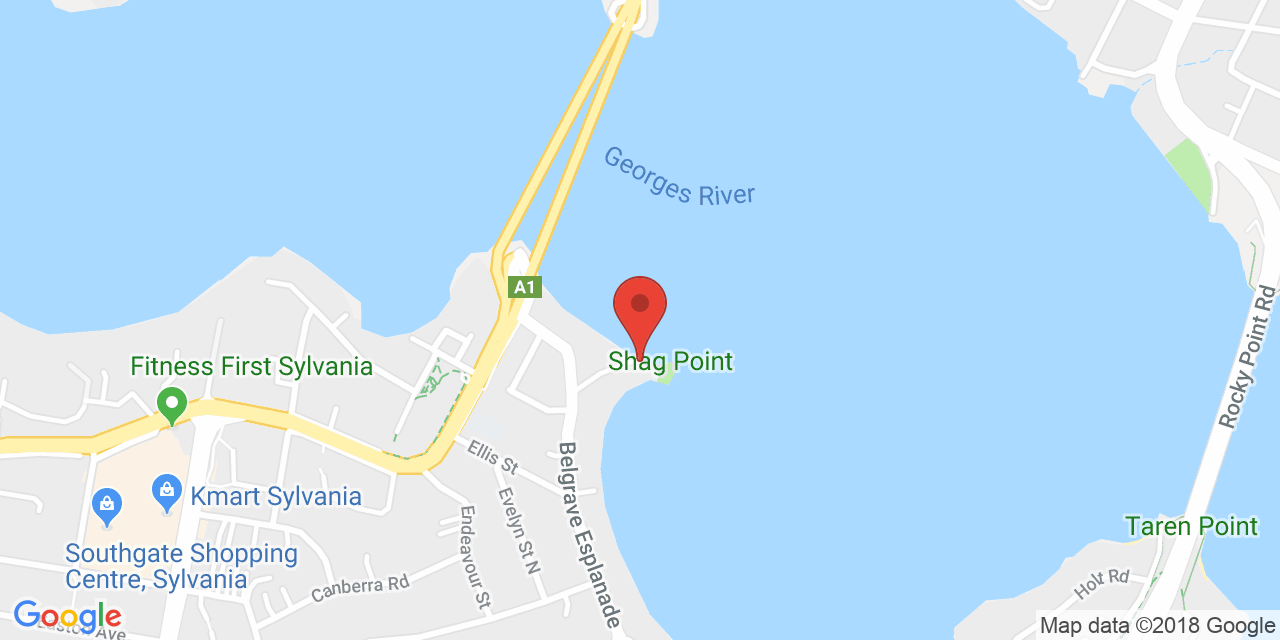 Georges River
A1
Shag Point
Fitness First Sylvania
Rocky Point Rd
Ellis St
Belgrave Esplanade
Kmart Sylvania
Evelyn St N
Endeavour St
Taren Point
Southgate Shopping
Centre, Sylvania
Canberra Rd
Holt Rd
Google
Easton Ave
Map data ©2018 Google